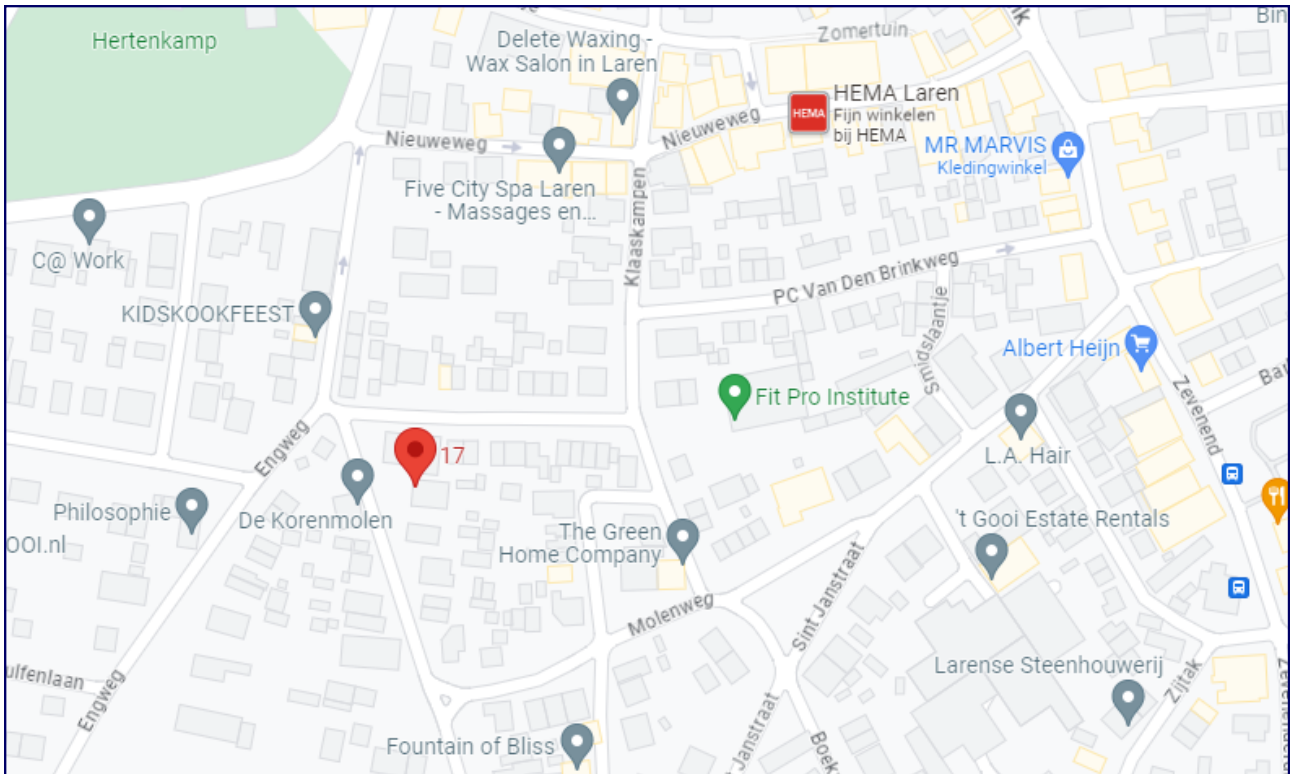 Hertenkamp
Delete Waxing -
Wax Salon in Laren
Zomertuin
Bin
HEMA
HEMA Laren
Fijn winkelen
bij HEMA
Nieuweweg
Nieuweweg
MR MARVIS
Kledingwinkel
Five City Spa Laren
- Massages en...
Klaaskampen
C@ Work
PC Van Den Brinkweg
KIDSKOOKFEEST
Smidslaantje
Albert Heijn
Bar
Zevenend
Fit Pro Institute
Engweg
17
L.A. Hair
Philosophie
De Korenmolen
't Gooi Estate Rentals
OOI.nl
The Green
Home Company
Molenweg
Sint Janstraat
ulfenlaan
Engweg
Larense Steenhouwerij
Zijtak
Janstraat
Boek
Fountain of Bliss